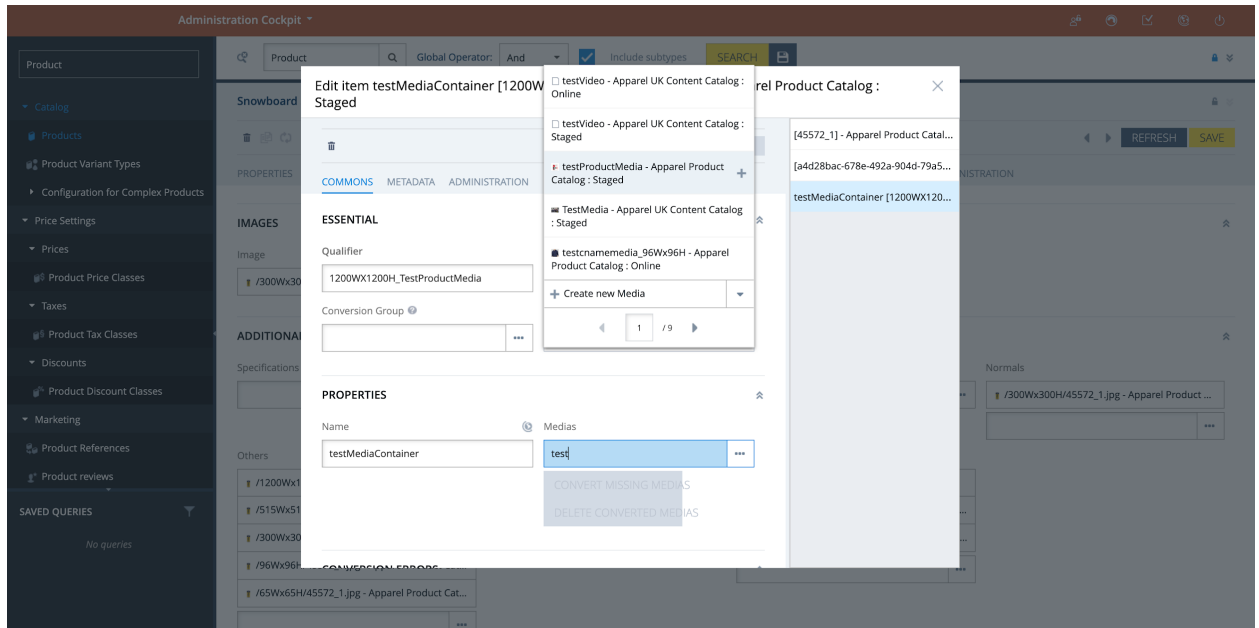 Administration Cockpit
Product
Product
Global Operator:
And
Include subtypes
SEARCH
Catalog
Products
Product Variant Types
Configuration for Complex Products
Price Settings
Prices
Product Price Classes
Taxes
Product Tax Classes
Discounts
Product Discount Classes
Marketing
Product References
Product reviews
SAVED QUERIES
No queries
Snowboard
REFRESH
SAVE
PROPERTIES
IMAGES
Image
/300Wx30
ADDITIONAL
Specifications
Others
/1200Wx1
/515Wx51
/300Wx30
/96Wx96H
/65Wx65H/45572_1.jpg - Apparel Product Cat...
Normals
/300Wx300H/45572_1.jpg - Apparel Product ...
Edit item testMediaContainer [1200W
rel Product Catalog :
Staged
COMMONS
METADATA
ADMINISTRATION
ESSENTIAL
Qualifier
1200WX1200H_TestProductMedia
Conversion Group
PROPERTIES
Name
testMediaContainer
Medias
test
CONVERT MISSING MEDIAS
DELETE CONVERTED MEDIAS
CONVERSION ERRORS
testVideo - Apparel UK Content Catalog :
Online
testVideo - Apparel UK Content Catalog :
Staged
testProductMedia - Apparel Product
Catalog : Staged
TestMedia - Apparel UK Content Catalog
: Staged
testcnamemedia_96Wx96H - Apparel
Product Catalog : Online
Create new Media
1 / 9
[45572_1] - Apparel Product Catal...
[a4d28bac-678e-492a-904d-79a5...
testMediaContainer [1200WX120...
NISTRATION